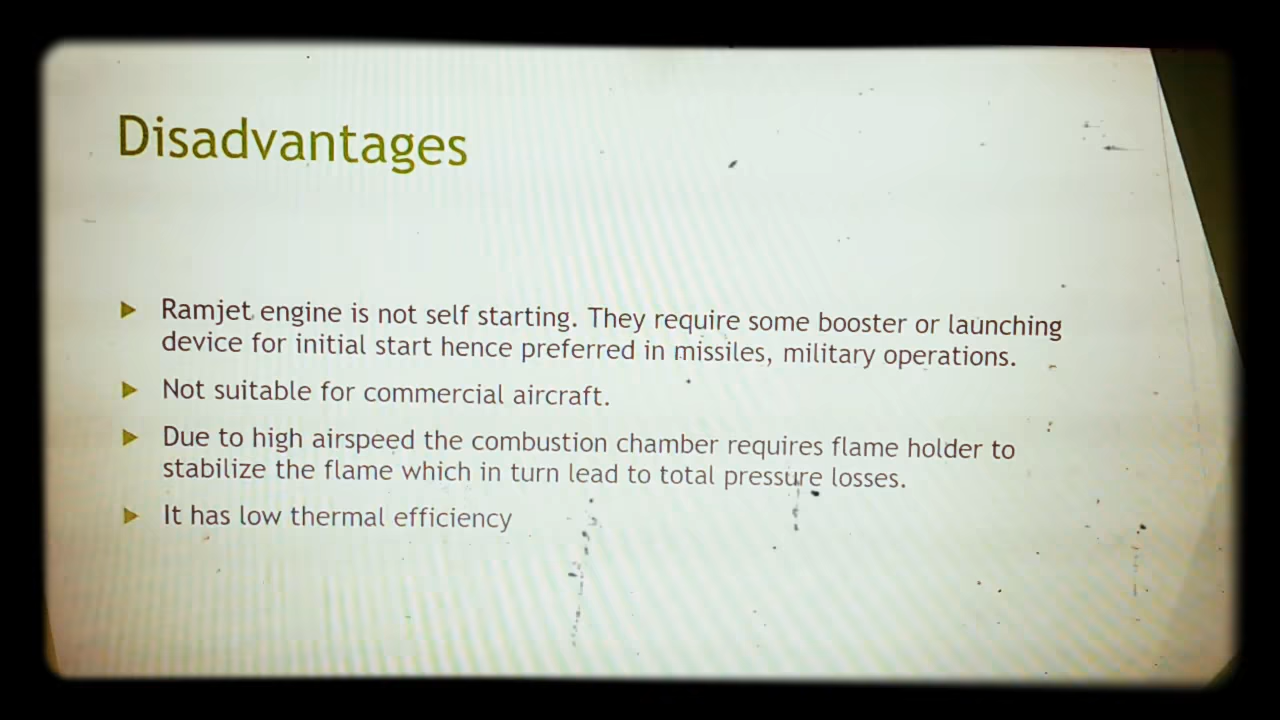 Disadvantages
Ramjet engine is not self starting. They require some booster or launching
device for initial start hence preferred in missiles, military operations.
Not suitable for commercial aircraft.
Due to high airspeed the combustion chamber requires flame holder to
stabilize the flame which in turn lead to total pressure losses.
It has low thermal efficiency